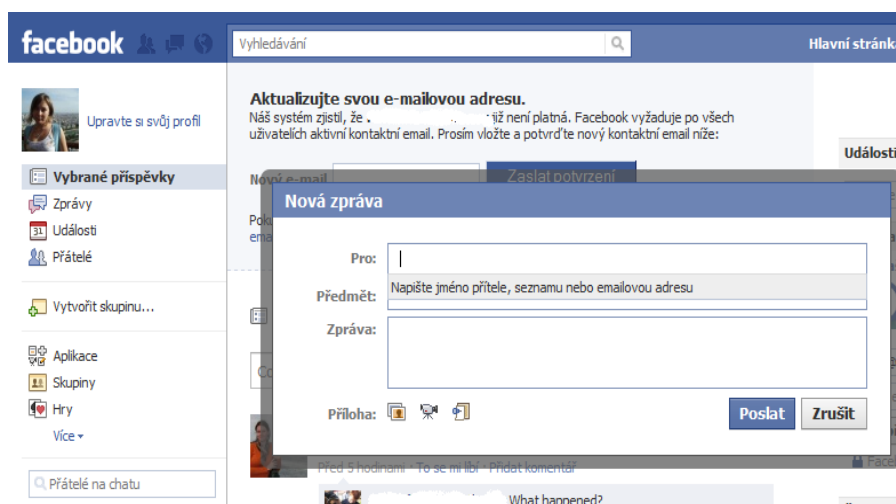 facebook
Vyhledávání
Hlavní stránk
Upravte si svůj profil
Vybrané příspěvky
Zprávy
31
Události
Přátelé
Vytvořit skupinu...
Aplikace
Skupiny
Hry
Více
Přátelé na chatu
Aktualizujte svou e-mailovou adresu.
Náš systém zjistil, že již není platná. Facebook vyžaduje po všech
uživatelích aktivní kontaktní email. Prosím vložte a potvrďte nový kontaktní email níže:
Nový e-mail
Zaslat potvrzení
Události
Nová zpráva
Pro:
Napište jméno přítele, seznamu nebo emailovou adresu
Předmět:
Zpráva:
Příloha:
Poslat
Zrušit
Před 5 hodinami · To se mi líbí · Přidat komentář
What happened?